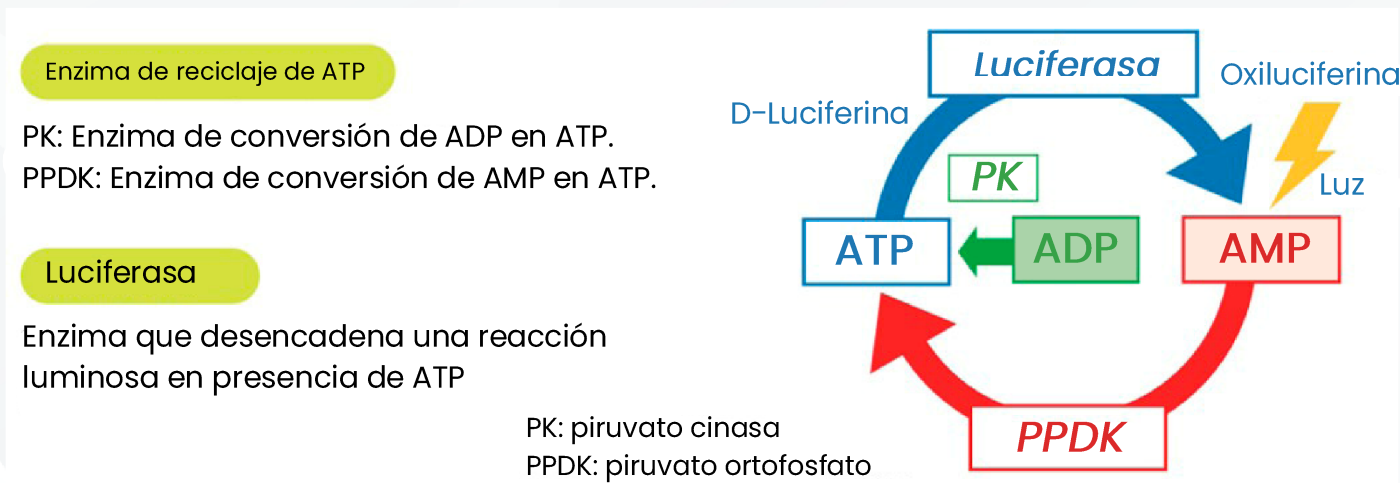 Enzima de reciclaje de ATP
PK: Enzima de conversión de ADP en ATP.
PPDK: Enzima de conversión de AMP en ATP.
Luciferasa
Enzima que desencadena una reacción
luminosa en presencia de ATP
PK: piruvato cinasa
PPDK: piruvato ortofosfato
Luciferasa
D-Luciferina
Oxiluciferina
Luz
PK
ATP
ADP
AMP
PPDK